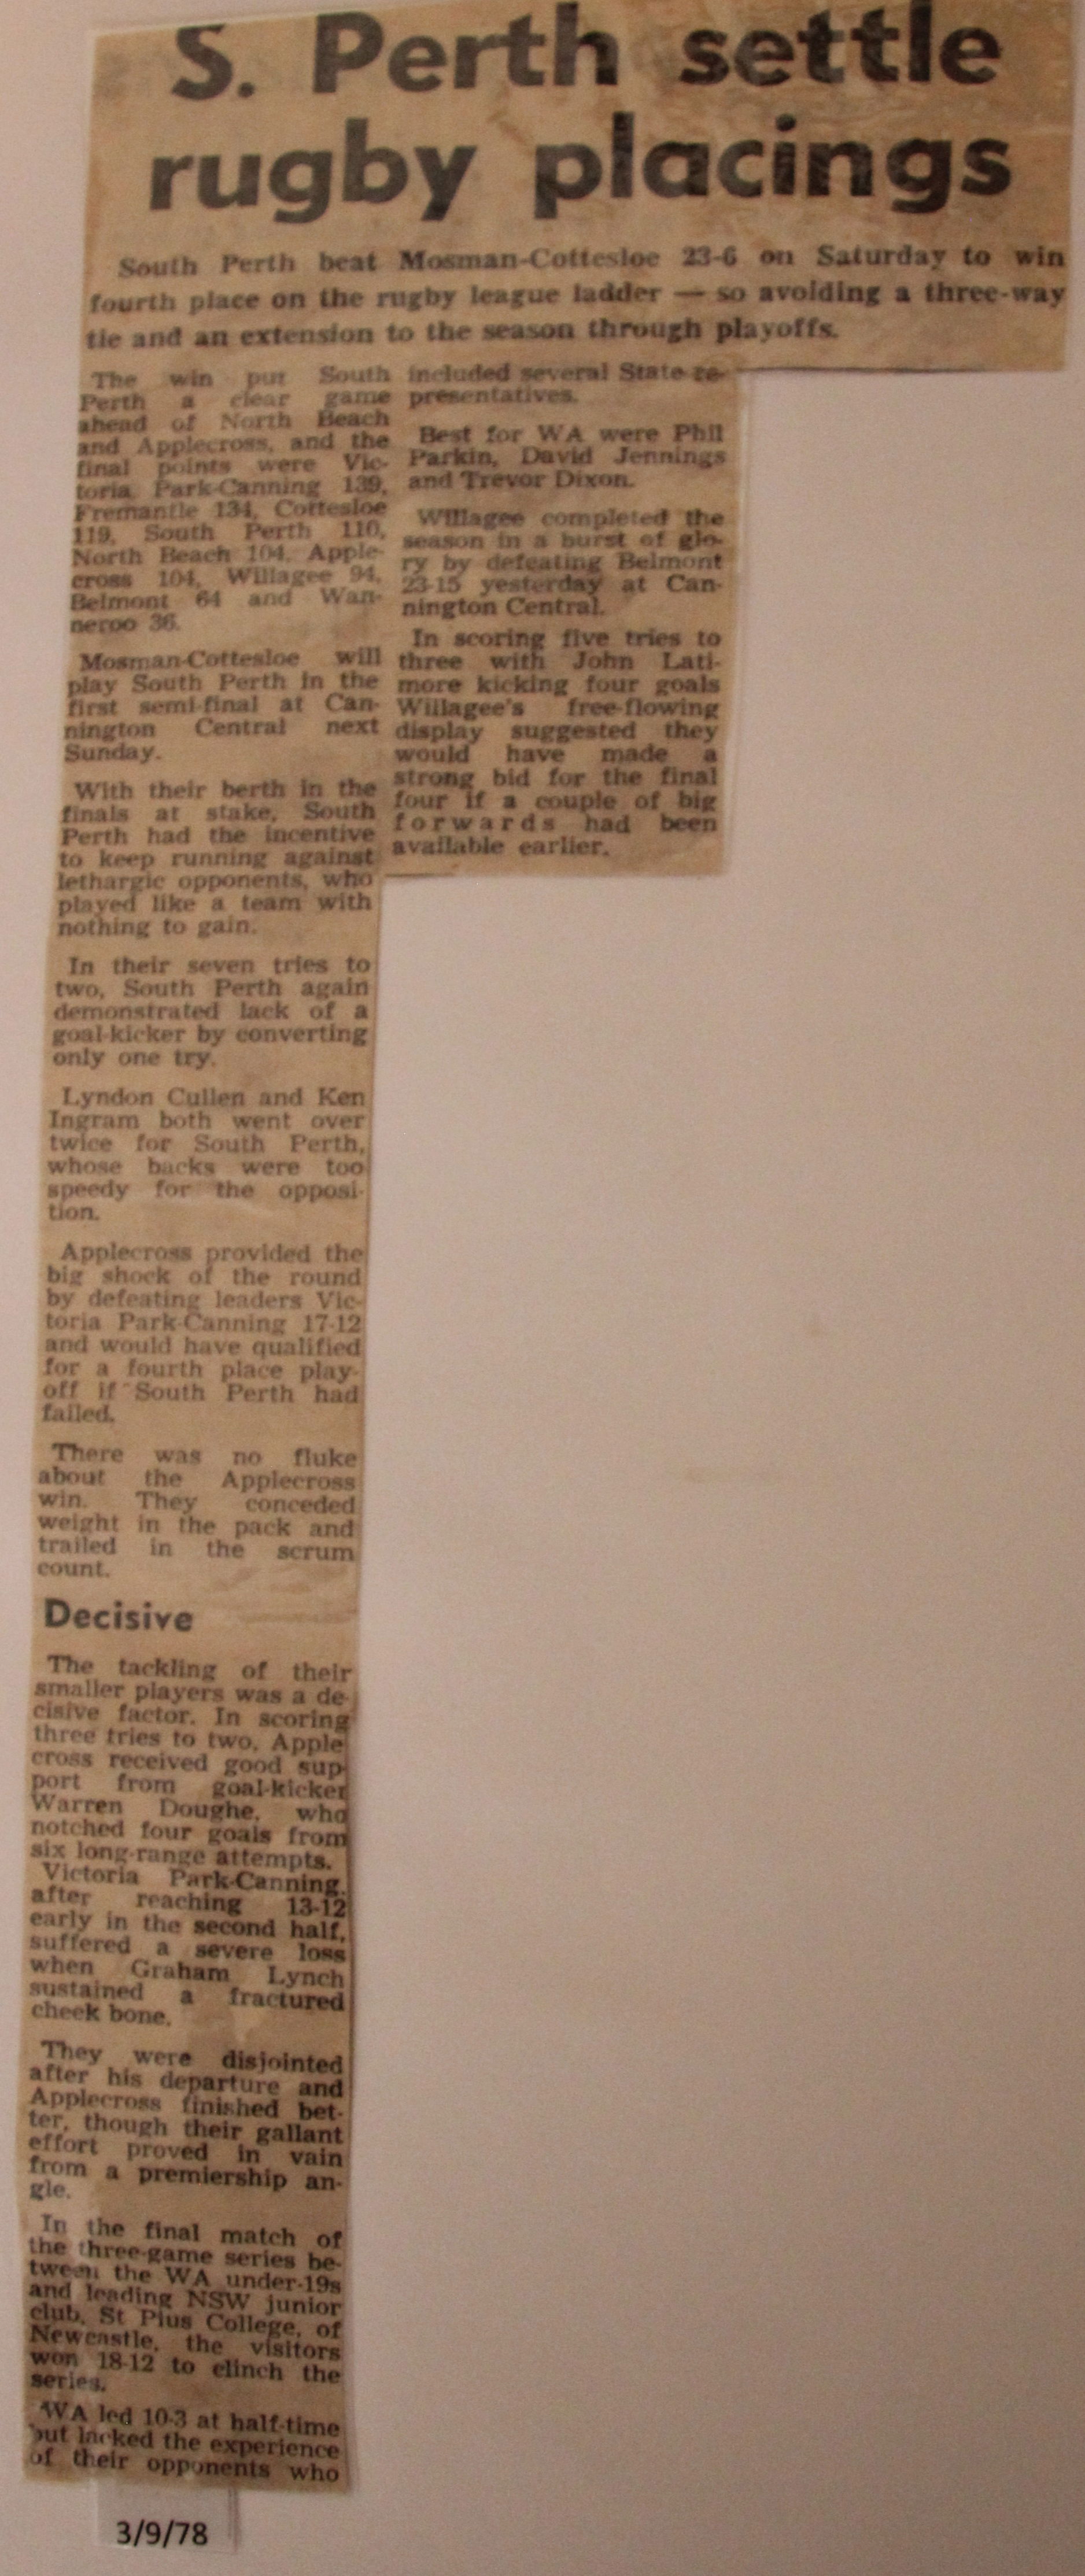 S. Perth settle
rugby placings
South Perth beat Mosman-Cottesloe 23-6 on Saturday to win
fourth place on the rugby league ladder — so avoiding a three-way
tie and an extension to the season through playoffs.
The win put South
Perth a clear game
ahead of North Beach
and Applecross, and the
final points were Vic-
toria Park-Canning 139,
Fremantle 134, Cottesloe
119, South Perth 110,
North Beach 104, Apple-
cross 104, Willagee 94,
Belmont 64 and Wan-
neroo 36.
Mosman-Cottesloe will
play South Perth in the
first semi-final at Can-
nington Central next
Sunday.
With their berth in the
finals at stake, South
Perth had the incentive
to keep running against
lethargic opponents, who
played like a team with
nothing to gain.
In their seven tries to
two, South Perth again
demonstrated lack of a
goal-kicker by converting
only one try.
Lyndon Cullen and Ken
Ingram both went over
twice for South Perth,
whose backs were too
speedy for the opposi-
tion.
Applecross provided the
big shock of the round
by defeating leaders Vic-
toria Park-Canning 17-12
and would have qualified
for a fourth place play-
off if South Perth had
failed.
There was no fluke
about the Applecross
win. They conceded
weight in the pack and
trailed in the scrum
count.
Decisive
The tackling of their
smaller players was a de-
cisive factor. In scoring
three tries to two, Apple
cross received good sup-
port from goal-kicker
Warren Doughe, who
notched four goals from
six long-range attempts.
Victoria Park-Canning,
after reaching 13-12
early in the second half,
suffered a severe loss
when Graham Lynch
sustained a fractured
cheek bone.
They were disjointed
after his departure and
Applecross finished bet-
ter, though their gallant
effort proved in vain
from a premiership an-
gle.
In the final match of
the three-game series be-
tween the WA under-19s
and leading NSW junior
club, St Pius College, of
Newcastle, the visitors
won 18-12 to clinch the
series.
WA led 10-3 at half-time
but lacked the experience
of their opponents who
included several State re-
presentatives.
Best for WA were Phil
Parkin, David Jennings
and Trevor Dixon.
Willagee completed the
season in a burst of glo-
ry by defeating Belmont
23-15 yesterday at Can-
nington Central.
In scoring five tries to
three with John Lati-
more kicking four goals
Willagee's free-flowing
display suggested they
would have made a
strong bid for the final
four if a couple of big
forwards had been
available earlier.
3/9/78